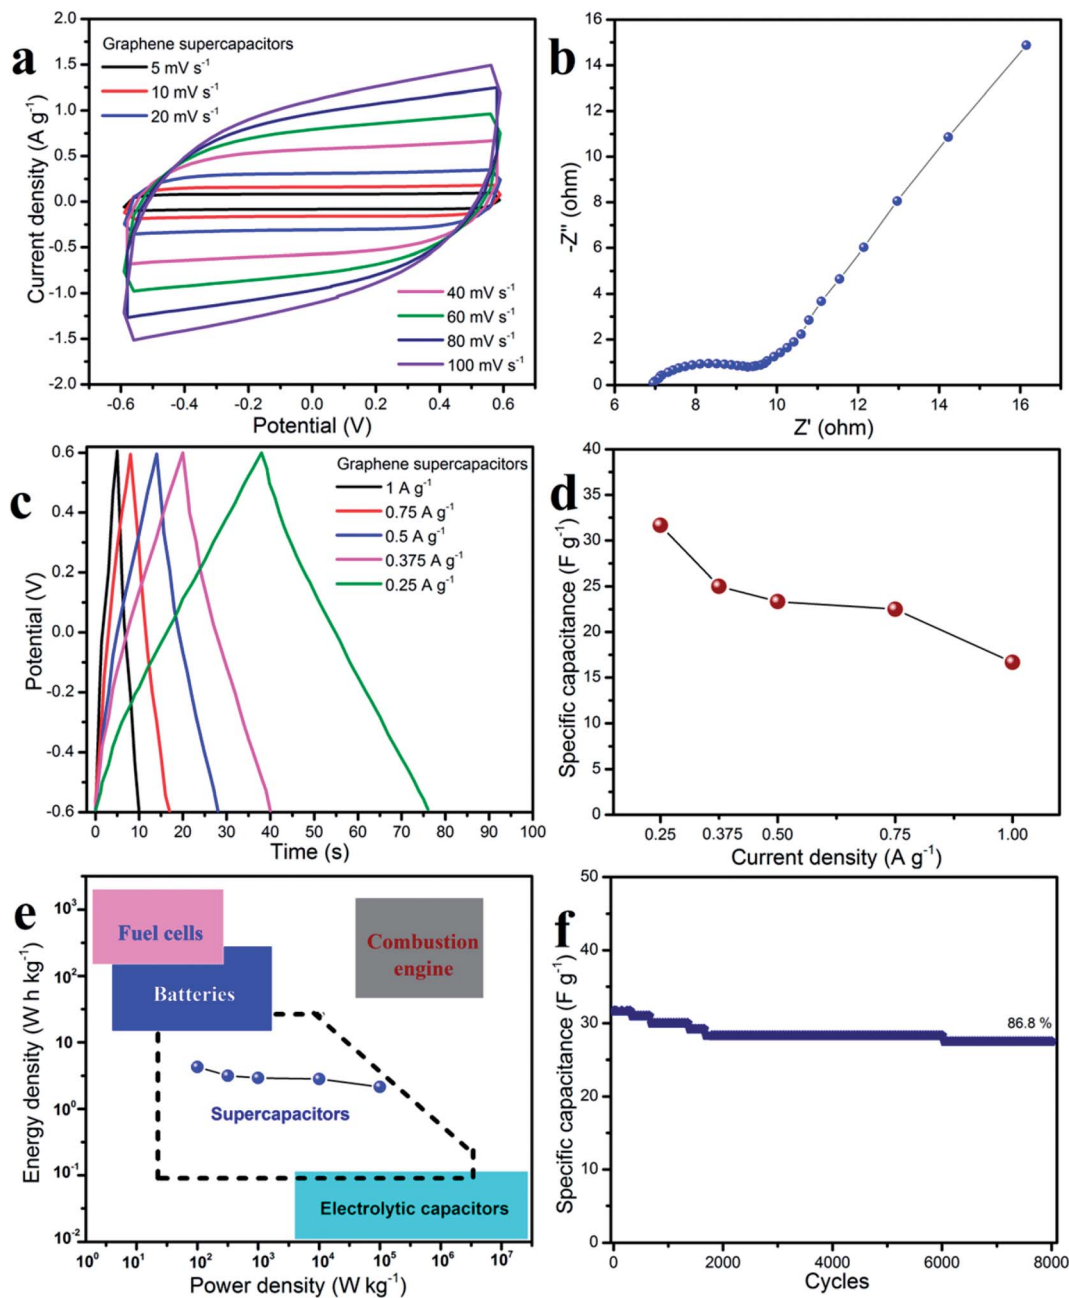 a
Graphene supercapacitors
5 mV s⁻¹
10 mV s⁻¹
20 mV s⁻¹
40 mV s⁻¹
60 mV s⁻¹
80 mV s⁻¹
100 mV s⁻¹
2.0
1.5
1.0
0.5
0.0
-0.5
-1.0
-1.5
-2.0
Current density (A g⁻¹)
-0.6 -0.4 -0.2 0.0 0.2 0.4 0.6
Potential (V)
b
16
14
12
10
8
6
4
2
0
-Z" (ohm)
6 8 10 12 14 16
Z' (ohm)
c
Graphene supercapacitors
1 A g⁻¹
0.75 A g⁻¹
0.5 A g⁻¹
0.375 A g⁻¹
0.25 A g⁻¹
0.6
0.4
0.2
0.0
-0.2
-0.4
-0.6
Potential (V)
0 10 20 30 40 50 60 70 80 90 100
Time (s)
d
40
35
30
25
20
15
10
5
0
Specific capacitance (F g⁻¹)
0.25 0.375 0.50 0.75 1.00
Current density (A g⁻¹)
e
Fuel cells
Batteries
Combustion
engine
Supercapacitors
Electrolytic capacitors
10³
10²
10
10⁰
10⁻¹
10⁻²
Energy density (W h kg⁻¹)
10⁰ 10¹ 10² 10³ 10⁴ 10⁵ 10⁶ 10⁷
Power density (W kg⁻¹)
f
86.8 %
50
40
30
20
10
0
Specific capacitance (F g⁻¹)
0 2000 4000 6000 8000
Cycles